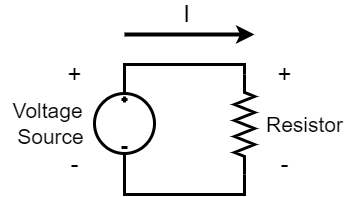 I
+ +
Voltage
Source
Resistor
+
-
- -